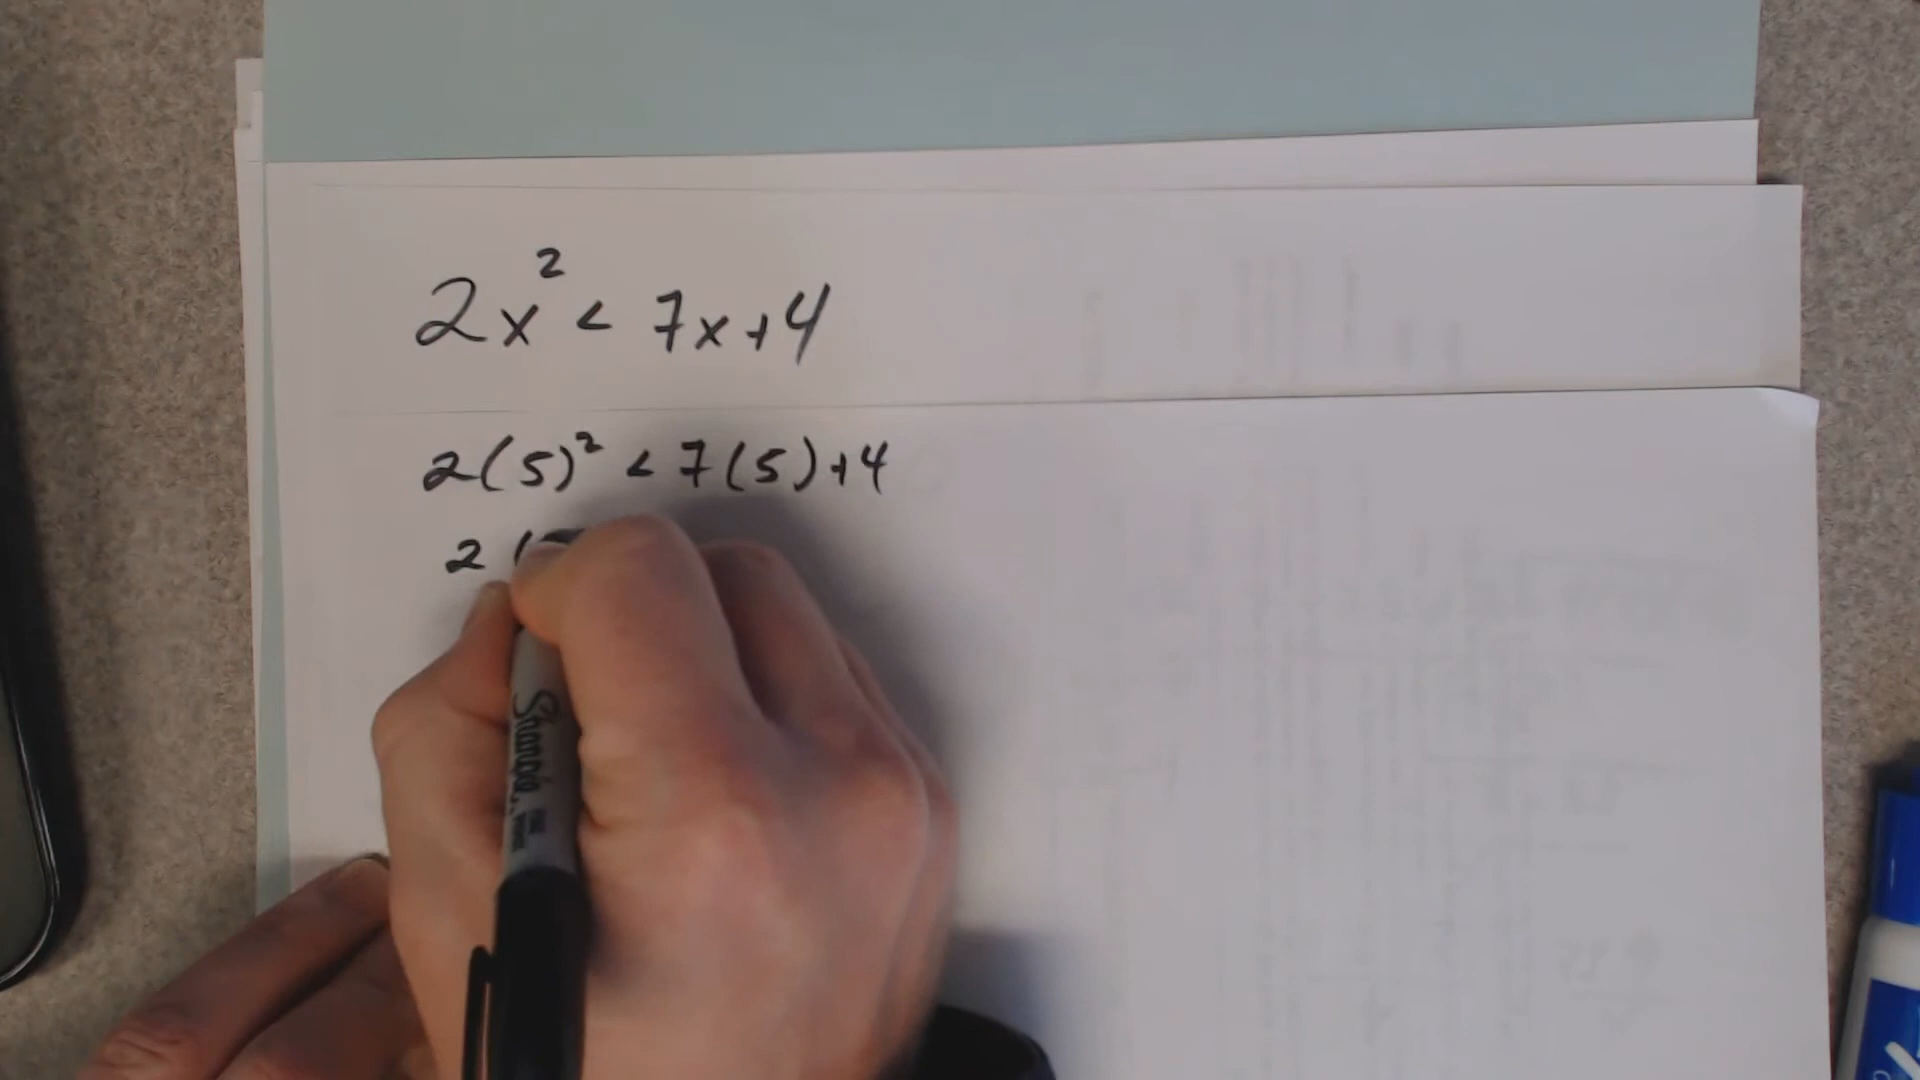 2x² < 7x+4
2(5)² < 7(5)+4
2 (
Sharpie